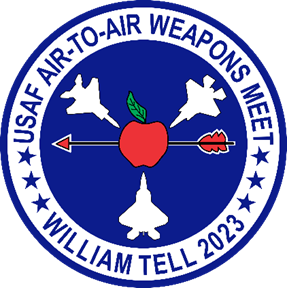 USAF AIR-TO-AIR WEAPONS MEET
WILLIAM TELL 2023